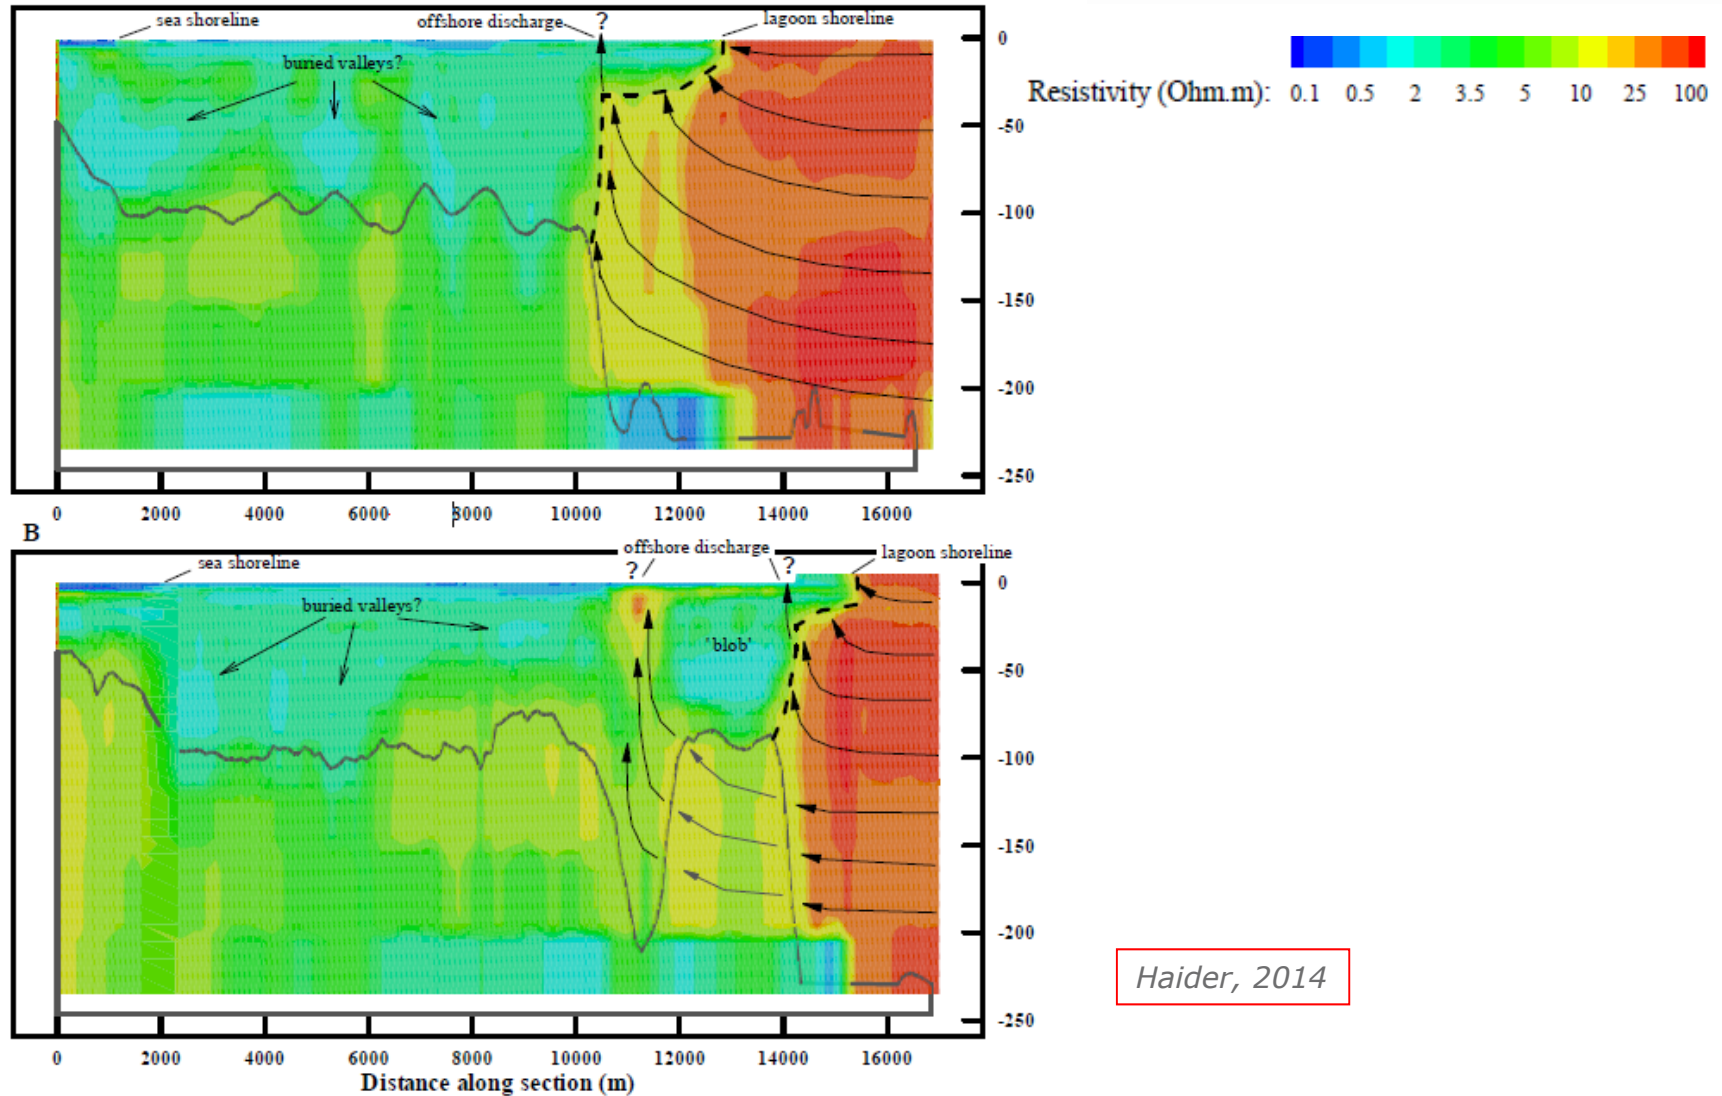 sea shoreline
offshore discharge
?
lagoon shoreline
buried valleys?
0
-50
-100
-150
-200
-250
Resistivity (Ohm.m): 0.1 0.5 2 3.5 5 10 25 100
0 2000 4000 6000 8000 10000 12000 14000 16000
B
sea shoreline
offshore discharge
? ?
lagoon shoreline
buried valleys?
'blob'
0
-50
-100
-150
-200
-250
0 2000 4000 6000 8000 10000 12000 14000 16000
Distance along section (m)
Haider, 2014